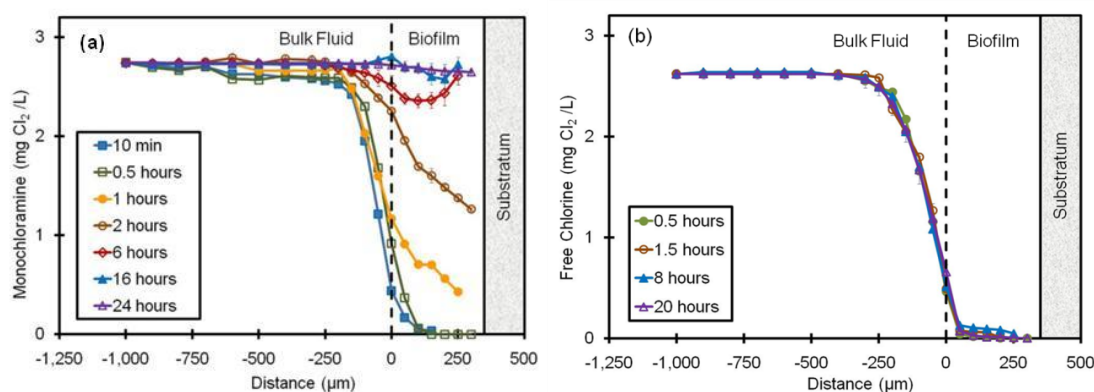 (a)
Bulk Fluid
Biofilm
Substratum
Monochloramine (mg Cl2 /L)
3
2
1
0
10 min
0.5 hours
1 hours
2 hours
6 hours
16 hours
24 hours
-1,250 -1,000 -750 -500 -250 0 250 500
Distance (µm)
(b)
Bulk Fluid
Biofilm
Substratum
Free Chlorine (mg Cl2 /L)
3
2
1
0
0.5 hours
1.5 hours
8 hours
20 hours
-1,250 -1,000 -750 -500 -250 0 250 500
Distance (µm)